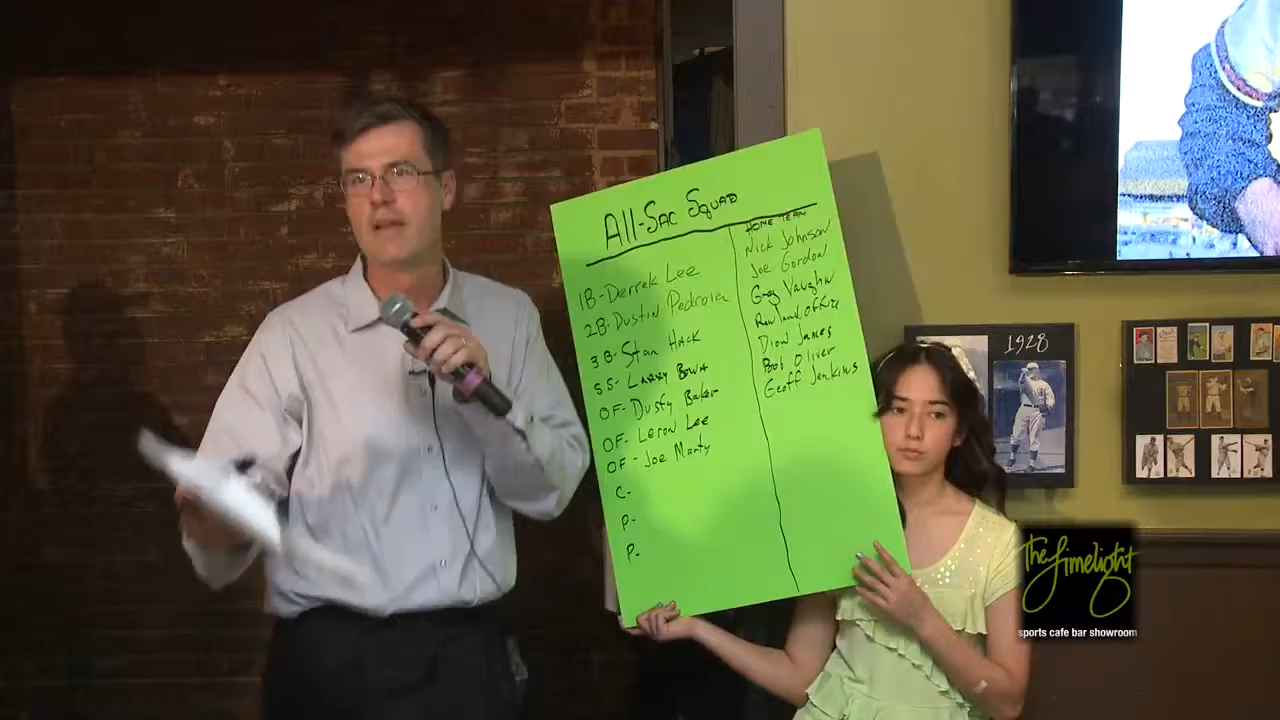 All-Sac Squad
1B- Derrek Lee
2B- Dustin Pedroia
3B- Stan Hack
SS- Larry Bowa
OF- Dusty Baker
OF- Leron Lee
OF- Joe Marty
C-
P-
P-
Home Team
Nick Johnson
Joe Gordon
Greg Vaughn
Rowland Office
Dion James
Bob Oliver
Geoff Jenkins
1928
The Limelight
sports cafe bar showroom